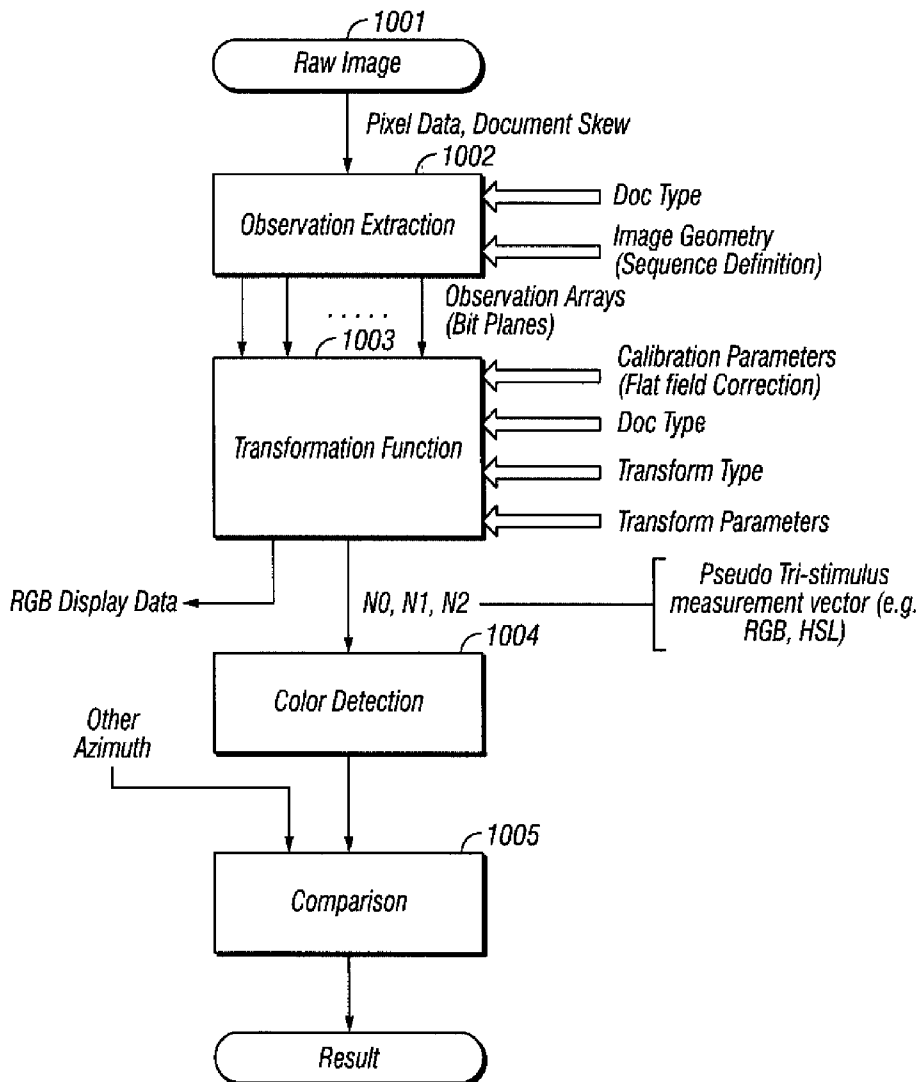 1001
Raw Image
Pixel Data, Document Skew
1002
Observation Extraction
Doc Type
Image Geometry
(Sequence Definition)
Observation Arrays
(Bit Planes)
.....
1003
Transformation Function
Calibration Parameters
(Flat field Correction)
Doc Type
Transform Type
Transform Parameters
RGB Display Data
N0, N1, N2
Pseudo Tri-stimulus
measurement vector (e.g.
RGB, HSL)
1004
Color Detection
Other
Azimuth
1005
Comparison
Result